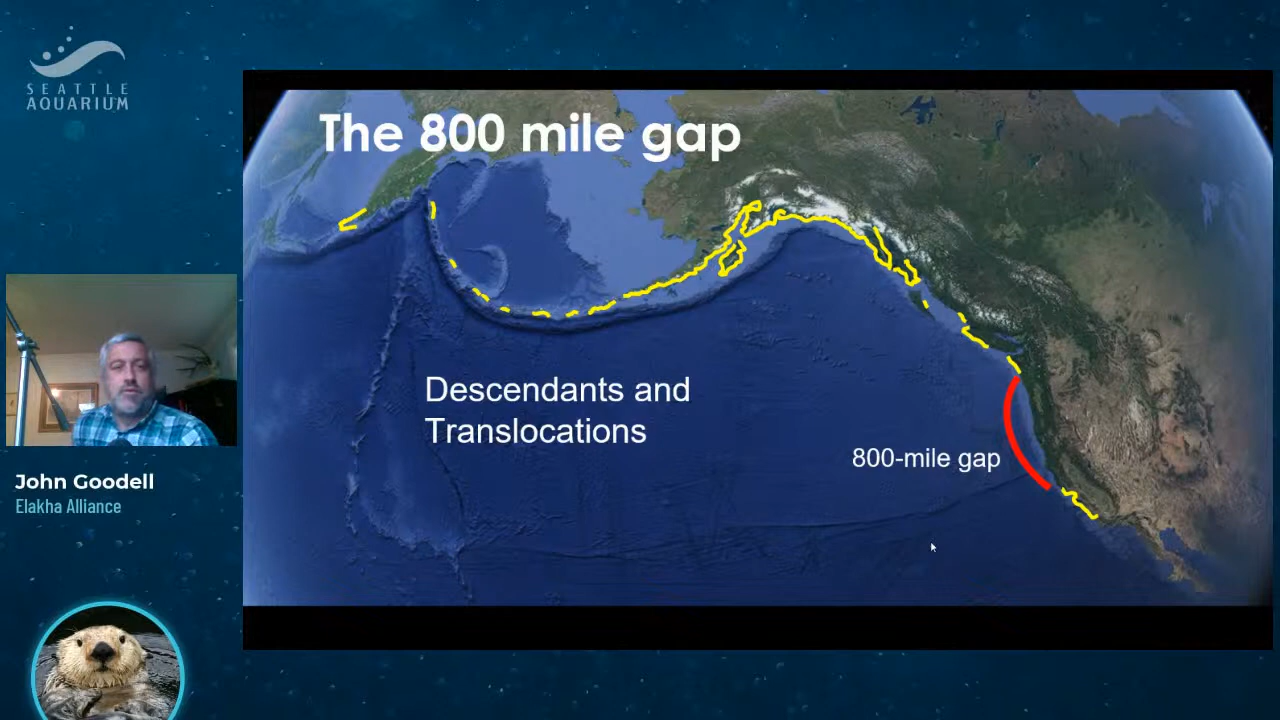 SEATTLE
AQUARIUM
The 800 mile gap
Descendants and
Translocations
800-mile gap
John Goodell
Elakha Alliance